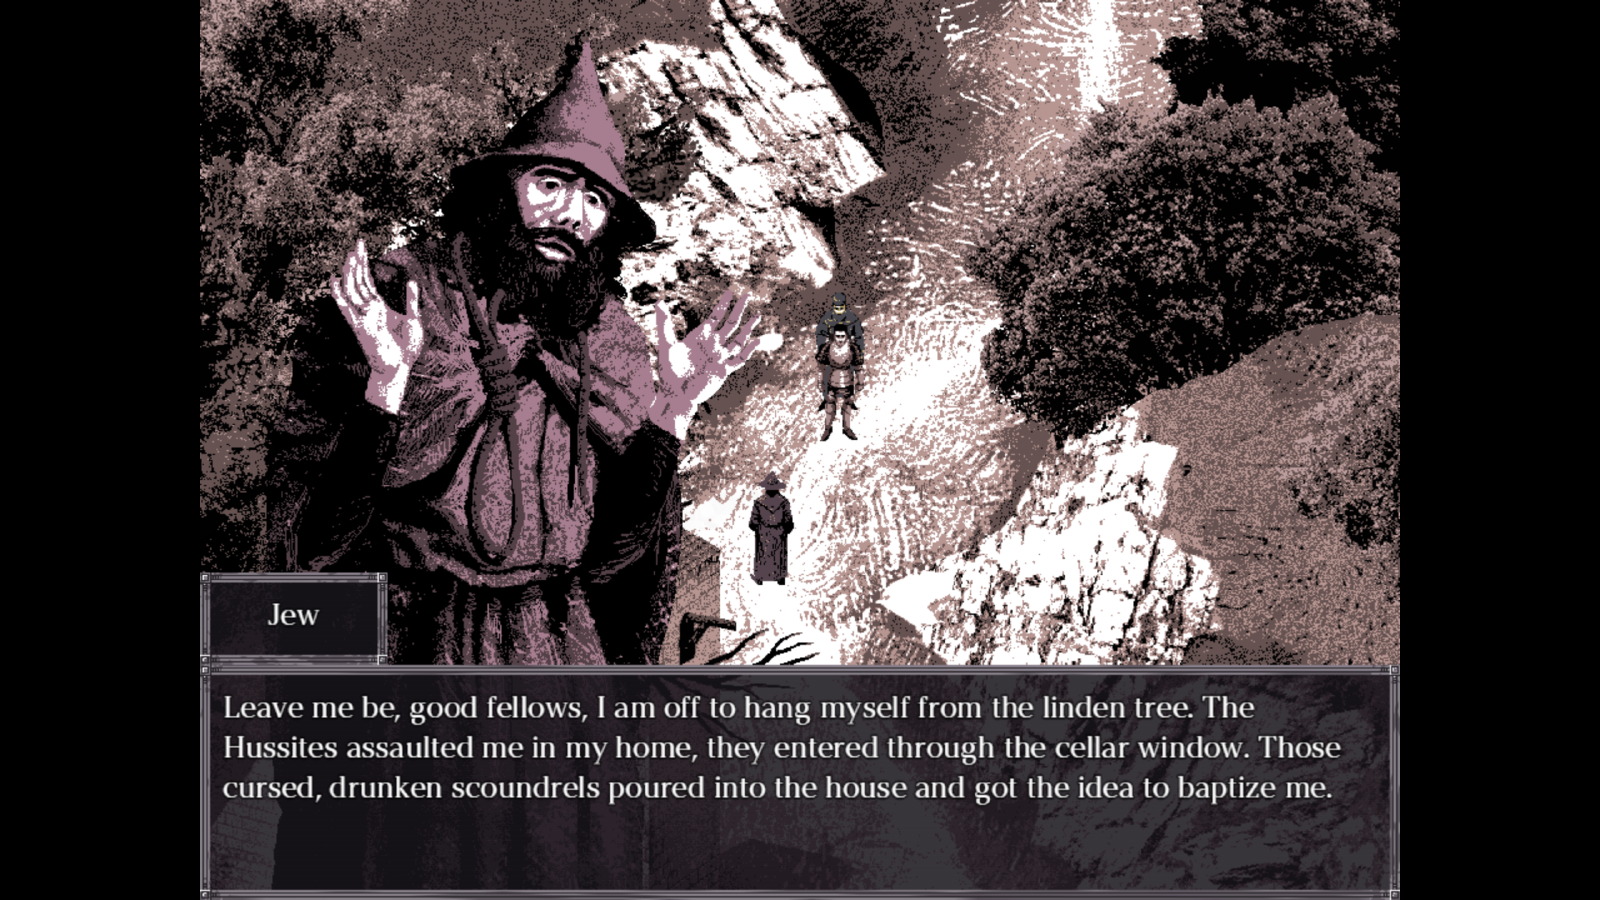 Jew
Leave me be, good fellows, I am off to hang myself from the linden tree. The
Hussites assaulted me in my home, they entered through the cellar window. Those
cursed, drunken scoundrels poured into the house and got the idea to baptize me.